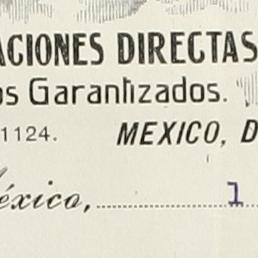 ACIONES DIRECTAS
os Garantizados.
1124. MEXICO, D
éxico, 1